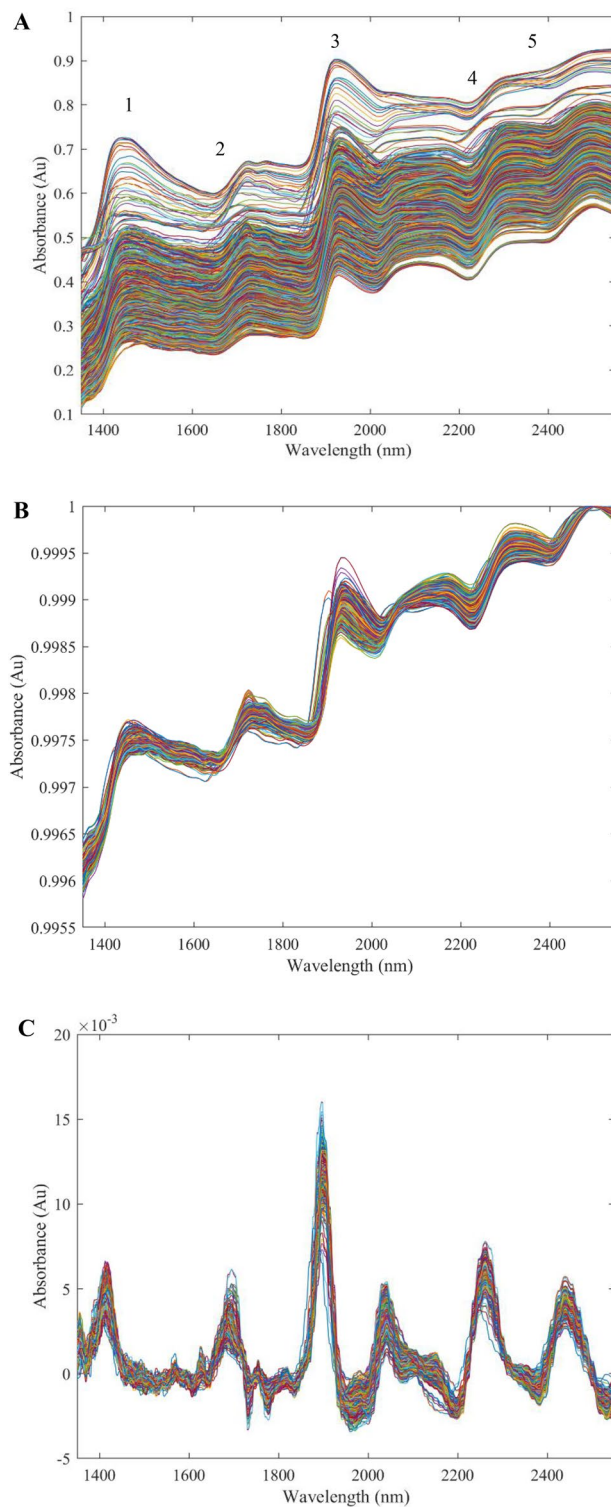 A
1
0.9
0.8
0.7
0.6
0.5
0.4
0.3
0.2
0.1
1
2
3
4
5
Absorbance (Au)
1400 1600 1800 2000 2200 2400
Wavelength (nm)
B
1
0.9995
0.999
0.9985
0.998
0.9975
0.997
0.9965
0.996
0.9955
Absorbance (Au)
1400 1600 1800 2000 2200 2400
Wavelength (nm)
C
×10-3
20
15
10
5
0
-5
Absorbance (Au)
1400 1600 1800 2000 2200 2400
Wavelength (nm)